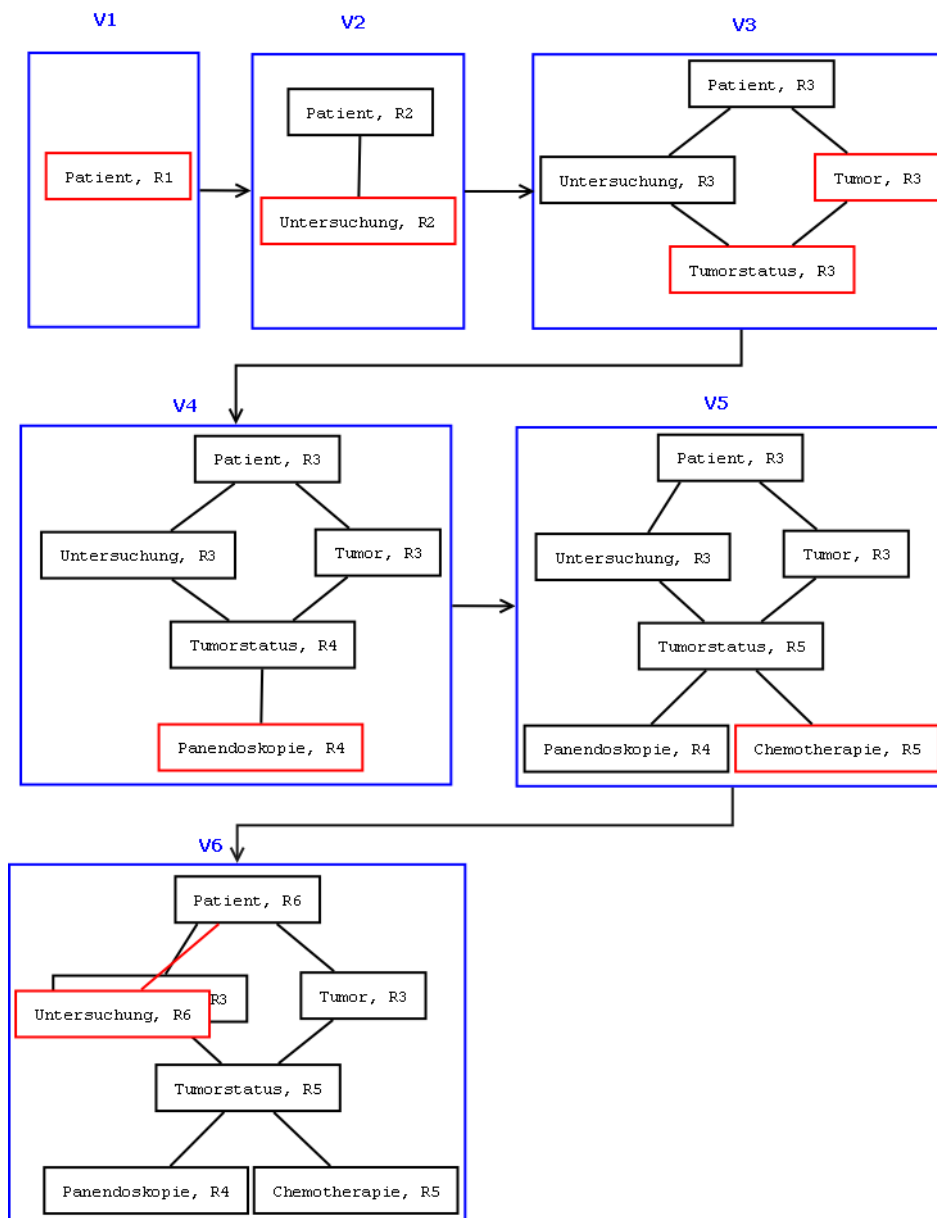 V1
V2
V3
Patient, R1
Patient, R2
Untersuchung, R2
Patient, R3
Untersuchung, R3
Tumor, R3
Tumorstatus, R3
V4
V5
Patient, R3
Untersuchung, R3
Tumor, R3
Tumorstatus, R4
Panendoskopie, R4
Patient, R3
Untersuchung, R3
Tumor, R3
Tumorstatus, R5
Panendoskopie, R4
Chemotherapie, R5
V6
Patient, R6
R3
Untersuchung, R6
Tumor, R3
Tumorstatus, R5
Panendoskopie, R4
Chemotherapie, R5